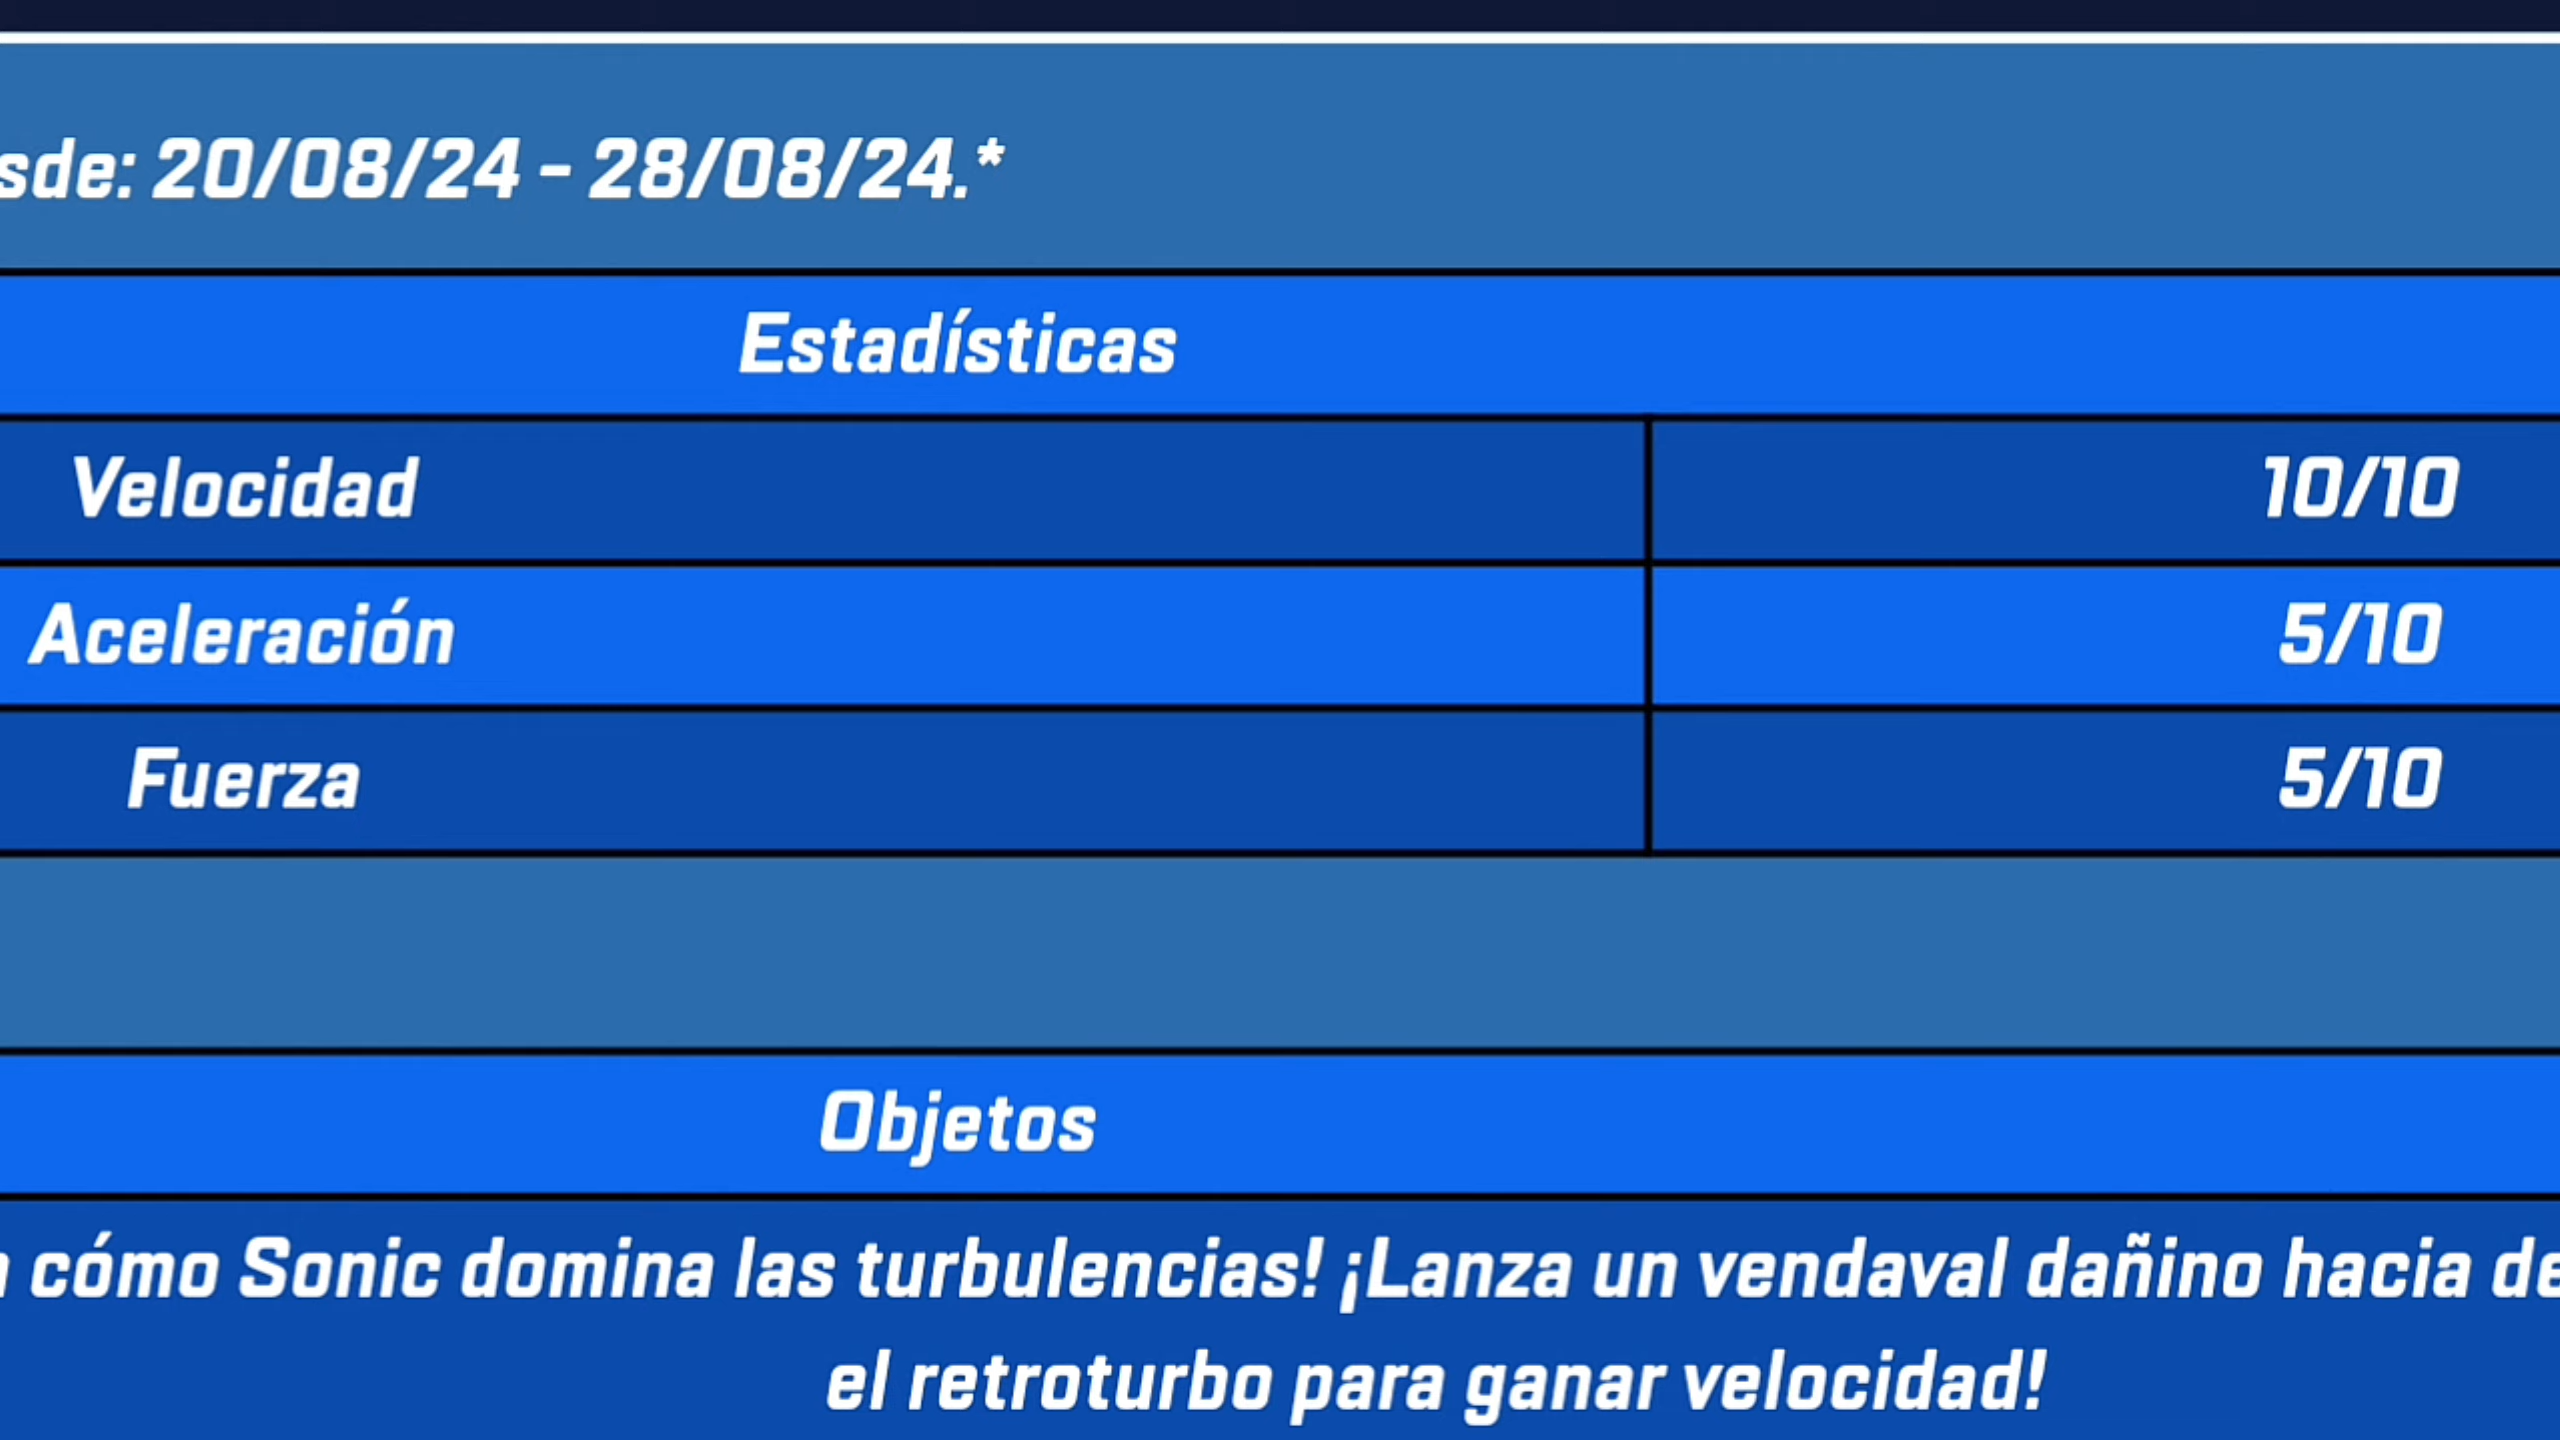 sde: 20/08/24 - 28/08/24.*
Estadísticas
Velocidad 10/10
Aceleración 5/10
Fuerza 5/10
Objetos
cómo Sonic domina las turbulencias! ¡Lanza un vendaval dañino hacia de
el retroturbo para ganar velocidad!